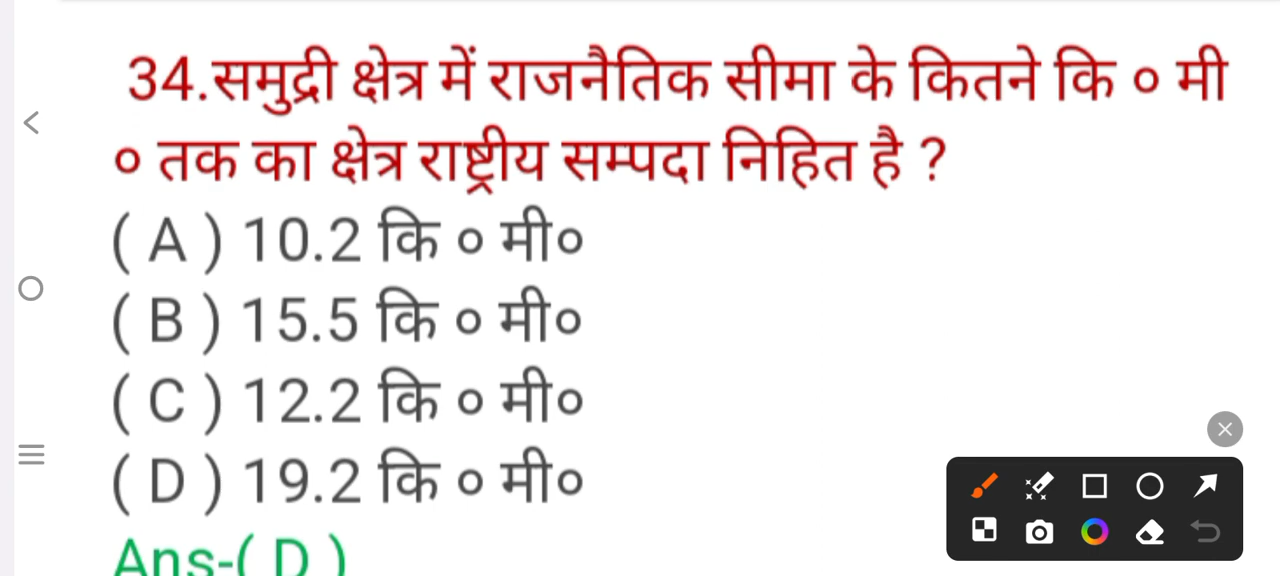 34.समुद्री क्षेत्र में राजनैतिक सीमा के कितने कि ० मी
० तक का क्षेत्र राष्ट्रीय सम्पदा निहित है ?
( A ) 10.2 कि ० मी०
( B ) 15.5 कि ० मी०
( C ) 12.2 कि ० मी०
( D ) 19.2 कि ० मी०
Ans-( D )